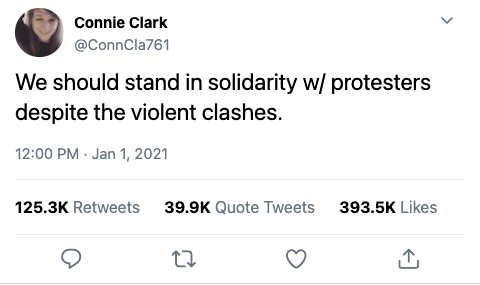 Connie Clark
@ConnCla761
We should stand in solidarity w/ protesters
despite the violent clashes.
12:00 PM · Jan 1, 2021
125.3K Retweets 39.9K Quote Tweets 393.5K Likes